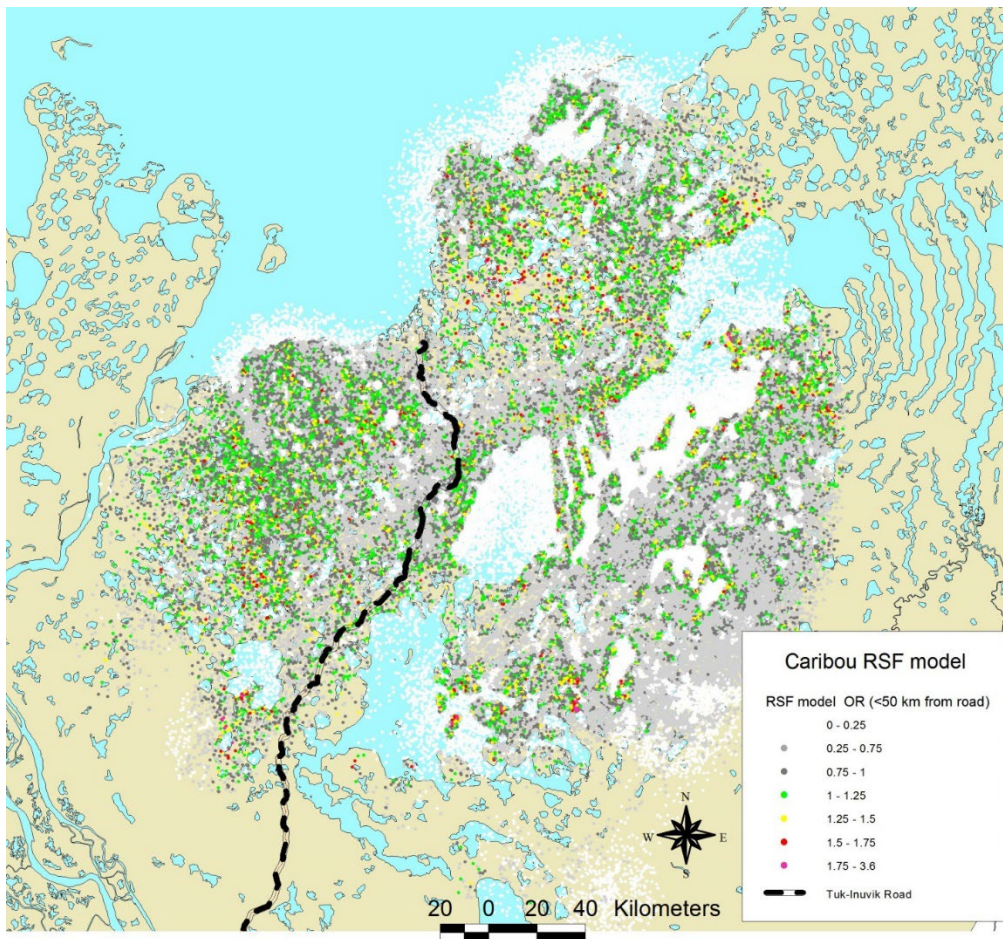 Caribou RSF model
RSF model OR (<50 km from road)
0 - 0.25
0.25 - 0.75
0.75 - 1
1 - 1.25
1.25 - 1.5
1.5 - 1.75
1.75 - 3.6
Tuk-Inuvik Road
N
W E
S
20 0 20 40 Kilometers